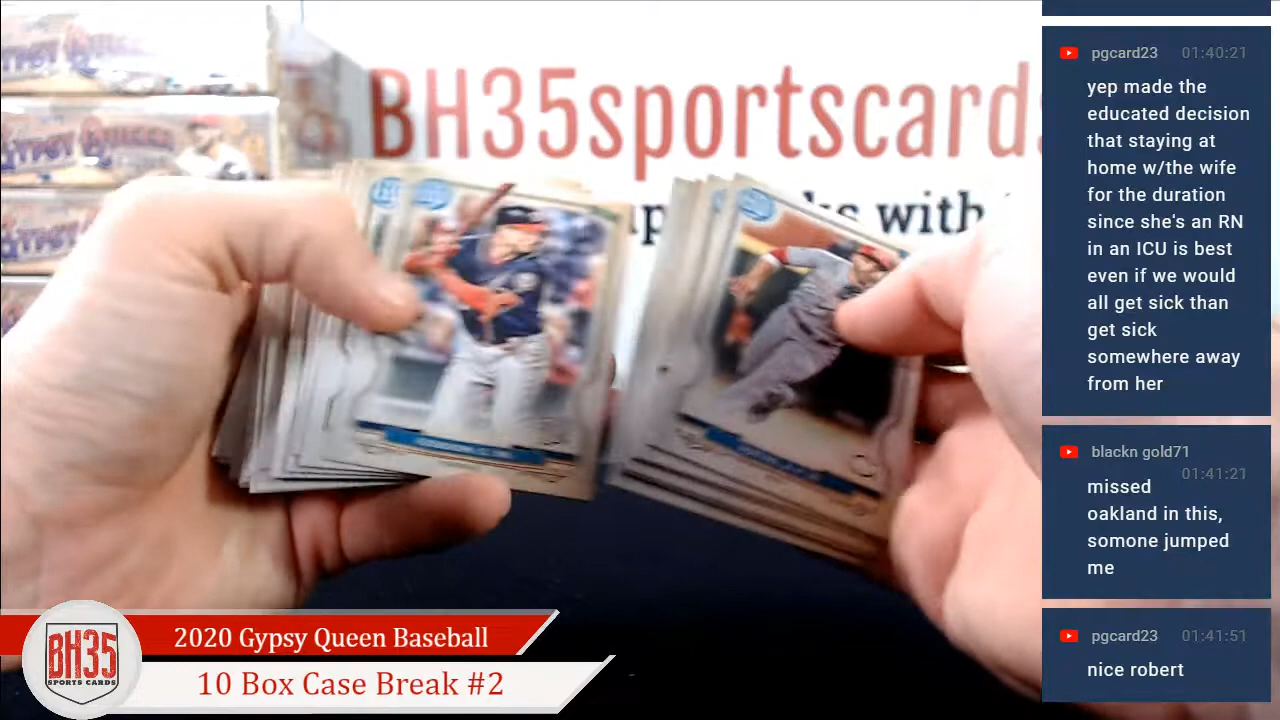 BH35sportscards
with
pgcard23 01:40:21
yep made the
educated decision
that staying at
home w/the wife
for the duration
since she's an RN
in an ICU is best
even if we would
all get sick than
get sick
somewhere away
from her
blackn gold71
01:41:21
missed
oakland in this,
somone jumped
me
pgcard23 01:41:51
nice robert
BH35
SPORTS CARDS
2020 Gypsy Queen Baseball
10 Box Case Break #2